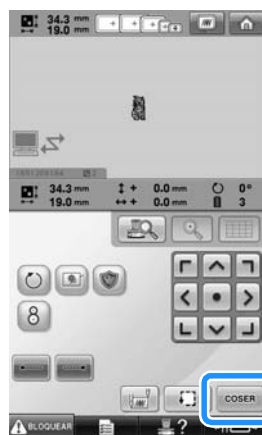 34.3 mm
19.0 mm
34.3 mm ↕ + 0.0 mm 0°
19.0 mm ↔ + 0.0 mm 3
8
COSER
BLOQUEAR ?